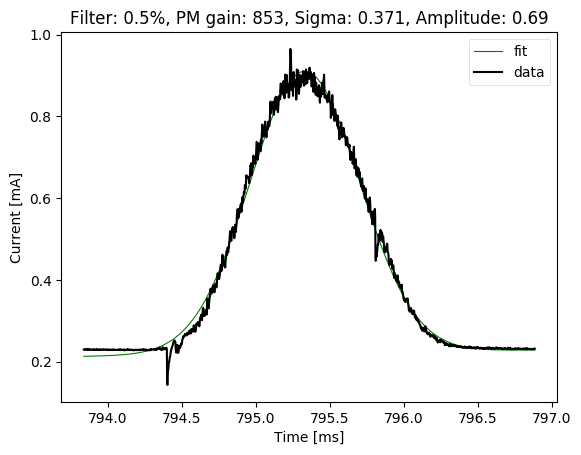 Filter: 0.5%, PM gain: 853, Sigma: 0.371, Amplitude: 0.69
fit
data
1.0
0.8
0.6
0.4
0.2
Current [mA]
794.0 794.5 795.0 795.5 796.0 796.5 797.0
Time [ms]